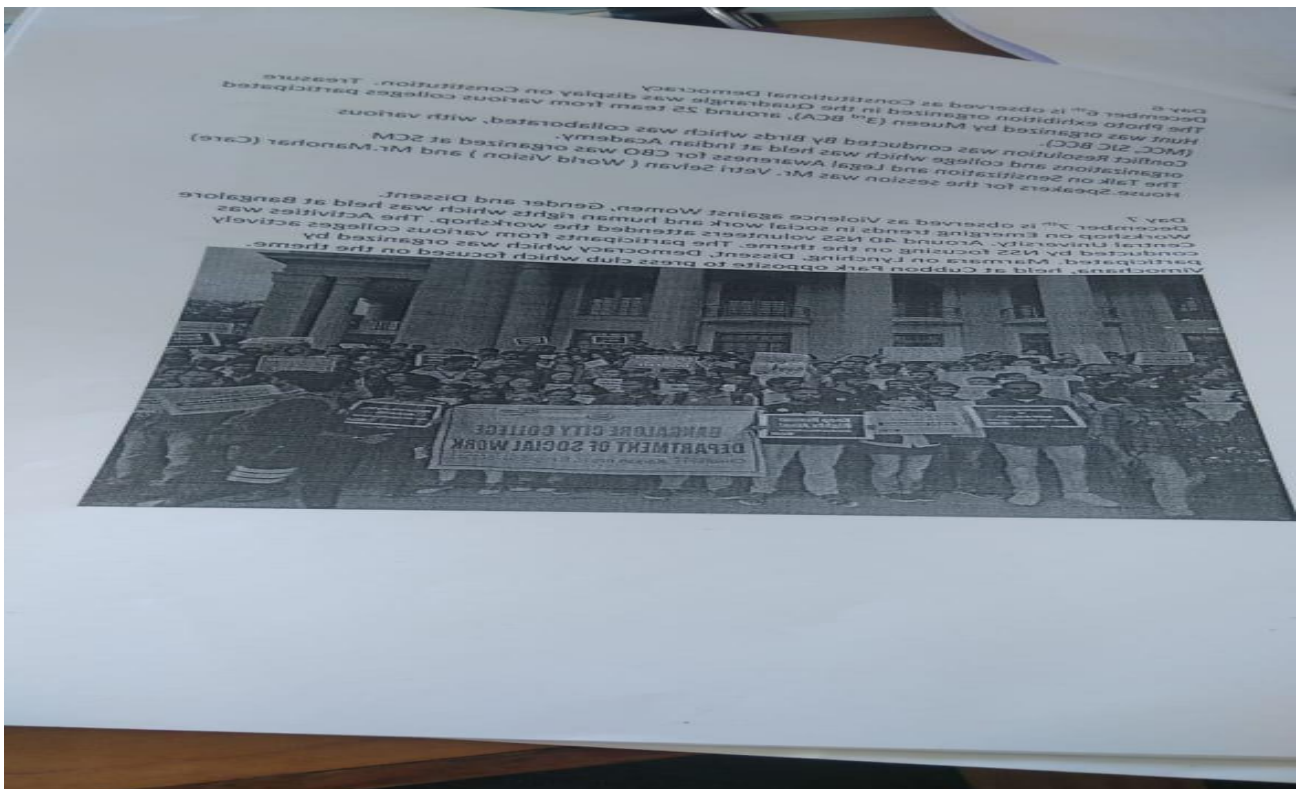 Day 6
December 6th is observed as Constitutional Democracy
The Photo exhibition organized in the Quadrangle was display on Constitution. Treasure
Hunt was organized by Mueen (3rd BCA), around 25 team from various colleges participated
(MCC, SJC BCC).
Conflict Resolution was conducted By Birds which was collaborated, with various
organizations and college which was held at Indian Academy.
The Talk on Sensitization and Legal Awareness for CBO was organized at SCM
House. Speakers for the session was Mr. Vetri Selvan ( World Vision ) and Mr.Manohar (Care)
Day 7
December 7th is observed as Violence against Women, Gender and Dissent.
Workshop on Emerging trends in social work and human rights which was held at Bangalore
Central University. Around 40 NSS volunteers attended the workshop. The Activities was
conducted by NSS focusing on the theme. The participants from various colleges actively
participated. on Lynching, Dissent, Democracy which was organized by
Vimochana, held at Cubbon Park opposite to press club which focused on the theme.
BANGALORE CITY COLLEGE
DEPARTMENT OF SOCIAL WORK